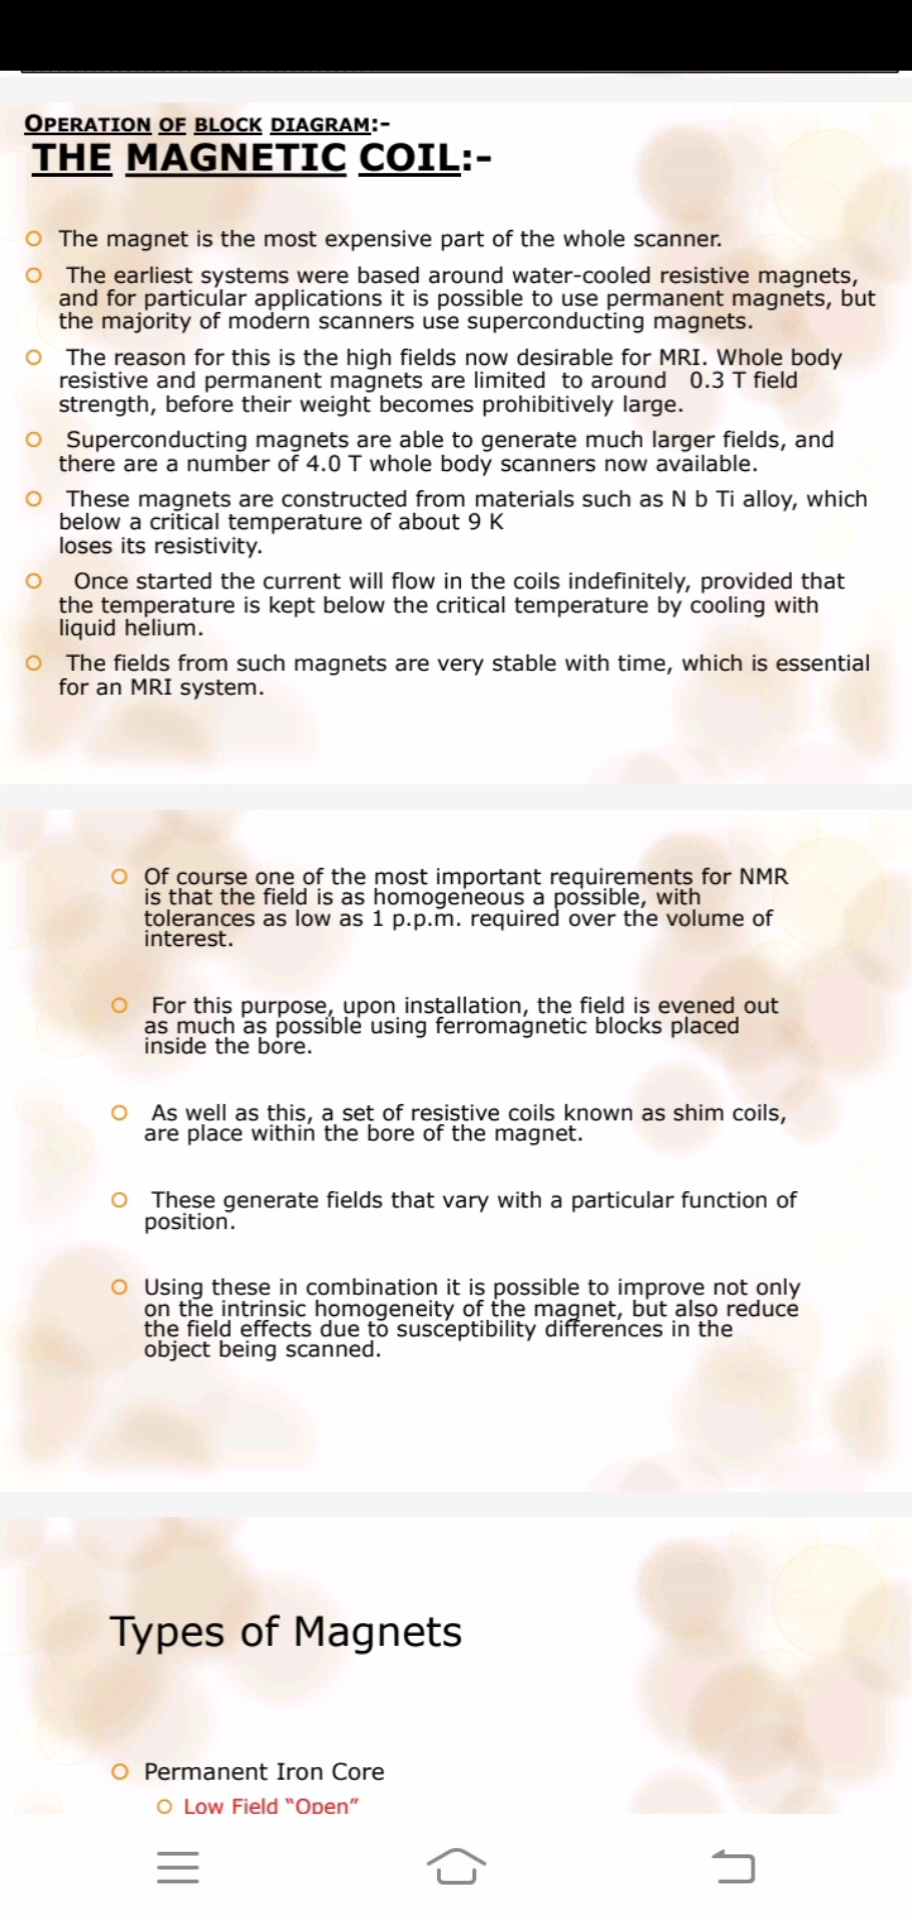 OPERATION OF BLOCK DIAGRAM:-
THE MAGNETIC COIL:-
The magnet is the most expensive part of the whole scanner.
The earliest systems were based around water-cooled resistive magnets,
and for particular applications it is possible to use permanent magnets, but
the majority of modern scanners use superconducting magnets.
The reason for this is the high fields now desirable for MRI. Whole body
resistive and permanent magnets are limited to around 0.3 T field
strength, before their weight becomes prohibitively large.
Superconducting magnets are able to generate much larger fields, and
there are a number of 4.0 T whole body scanners now available.
These magnets are constructed from materials such as N b Ti alloy, which
below a critical temperature of about 9 K
loses its resistivity.
Once started the current will flow in the coils indefinitely, provided that
the temperature is kept below the critical temperature by cooling with
liquid helium.
The fields from such magnets are very stable with time, which is essential
for an MRI system.
Of course one of the most important requirements for NMR
is that the field is as homogeneous a possible, with
tolerances as low as 1 p.p.m. required over the volume of
interest.
For this purpose, upon installation, the field is evened out
as much as possible using ferromagnetic blocks placed
inside the bore.
As well as this, a set of resistive coils known as shim coils,
are place within the bore of the magnet.
These generate fields that vary with a particular function of
position.
Using these in combination it is possible to improve not only
on the intrinsic homogeneity of the magnet, but also reduce
the field effects due to susceptibility differences in the
object being scanned.
Types of Magnets
Permanent Iron Core
Low Field “Open”